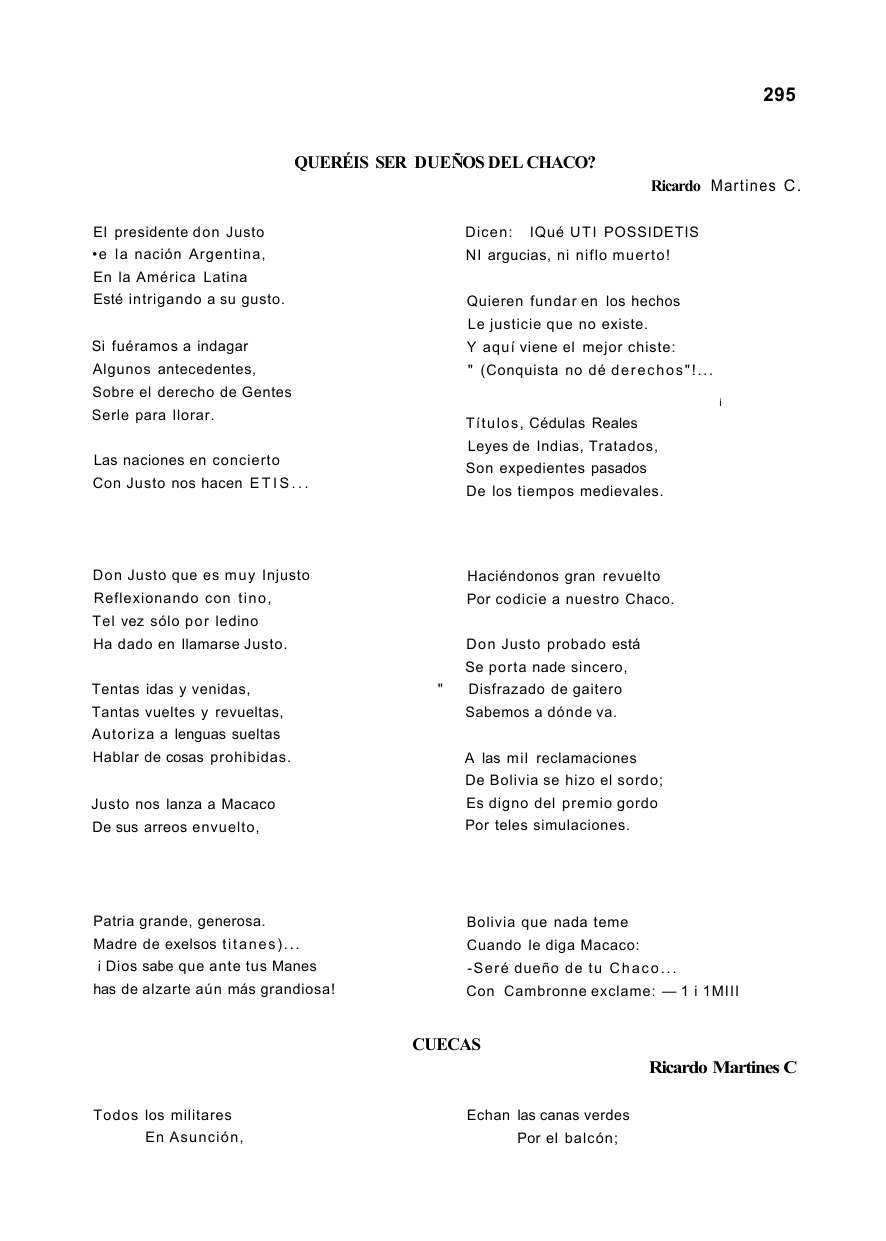 295
QUERÉIS SER DUEÑOS DEL CHACO?
Ricardo Martines C.
El presidente don Justo
•e la nación Argentina,
En la América Latina
Esté intrigando a su gusto.
Si fuéramos a indagar
Algunos antecedentes,
Sobre el derecho de Gentes
Serle para llorar.
Las naciones en concierto
Con Justo nos hacen ETIS...
Dicen: IQué UTI POSSIDETIS
NI argucias, ni niflo muerto!
Quieren fundar en los hechos
Le justicie que no existe.
Y aquí viene el mejor chiste:
" (Conquista no dé derechos"!...
i
Títulos, Cédulas Reales
Leyes de Indias, Tratados,
Son expedientes pasados
De los tiempos medievales.
Don Justo que es muy Injusto
Reflexionando con tino,
Tel vez sólo por ledino
Ha dado en llamarse Justo.
Tentas idas y venidas,
Tantas vueltes y revueltas,
Autoriza a lenguas sueltas
Hablar de cosas prohibidas.
Justo nos lanza a Macaco
De sus arreos envuelto,
Haciéndonos gran revuelto
Por codicie a nuestro Chaco.
Don Justo probado está
Se porta nade sincero,
" Disfrazado de gaitero
Sabemos a dónde va.
A las mil reclamaciones
De Bolivia se hizo el sordo;
Es digno del premio gordo
Por teles simulaciones.
Patria grande, generosa.
Madre de exelsos titanes)...
i Dios sabe que ante tus Manes
has de alzarte aún más grandiosa!
Bolivia que nada teme
Cuando le diga Macaco:
-Seré dueño de tu Chaco...
Con Cambronne exclame: — 1 i 1MIII
CUECAS
Ricardo Martines C
Todos los militares
En Asunción,
Echan las canas verdes
Por el balcón;